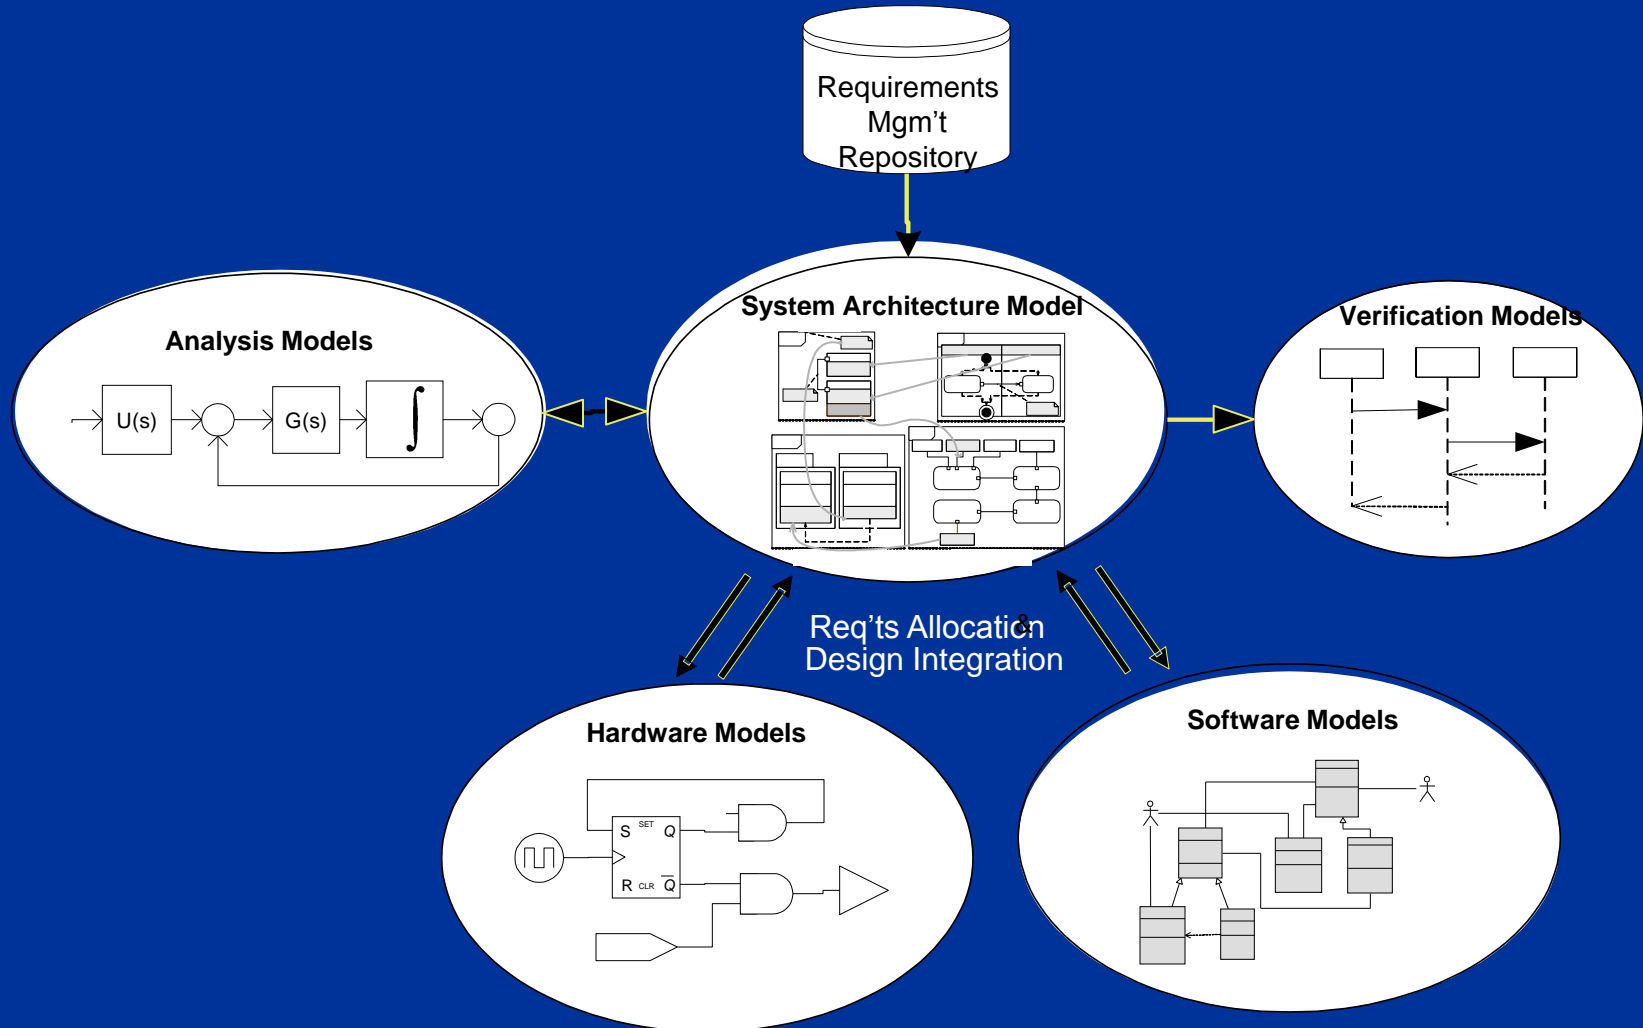 Requirements
Mgm't
Repository
System Architecture Model
Analysis Models
U(s)
G(s)
∫
Verification Models
Req'ts Allocation &
Design Integration
Hardware Models
S SET Q
R CLR Q̅
Software Models